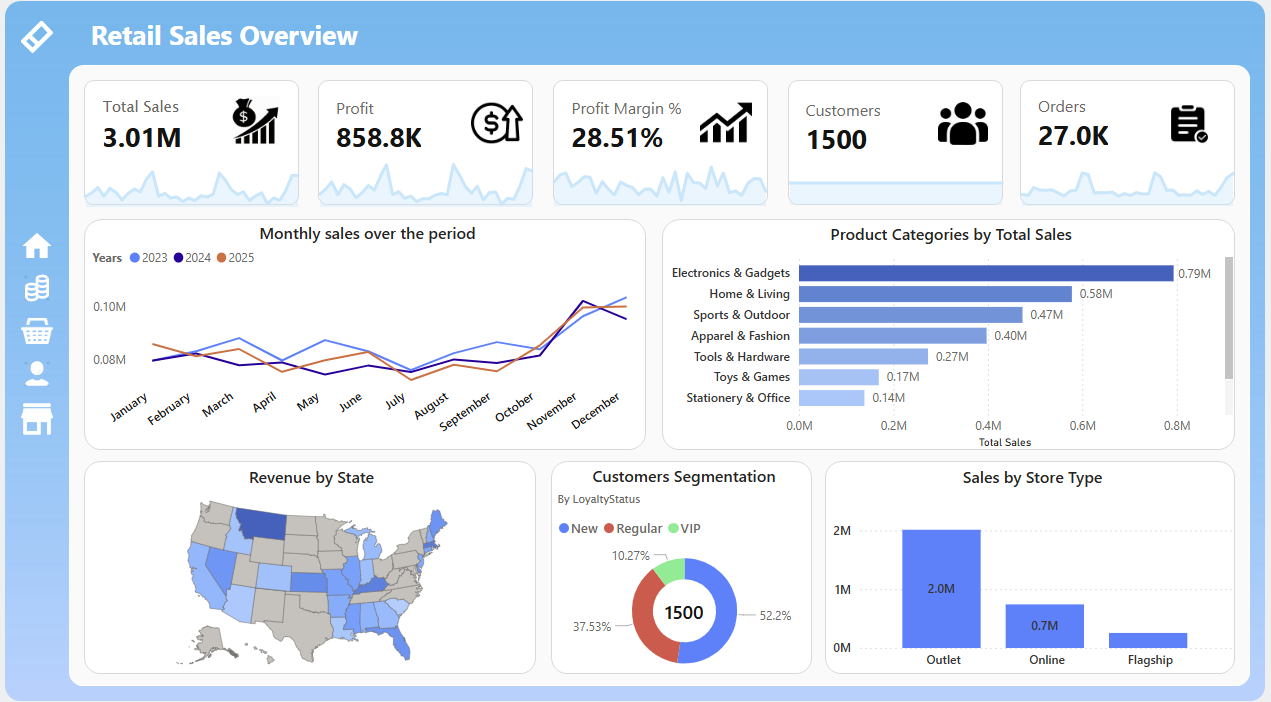 Retail Sales Overview
Total Sales
3.01M
Profit
858.8K
Profit Margin %
28.51%
Customers
1500
Orders
27.0K
Monthly sales over the period
Years 2023 2024 2025
0.10M
0.08M
January February March April May June July August September October November December
Product Categories by Total Sales
Electronics & Gadgets 0.79M
Home & Living 0.58M
Sports & Outdoor 0.47M
Apparel & Fashion 0.40M
Tools & Hardware 0.27M
Toys & Games 0.17M
Stationery & Office 0.14M
0.0M 0.2M 0.4M 0.6M 0.8M
Total Sales
Revenue by State
Customers Segmentation
By LoyaltyStatus
New Regular VIP
10.27%
1500
52.2%
37.53%
Sales by Store Type
2M
1M
0M
2.0M
0.7M
Outlet Online Flagship